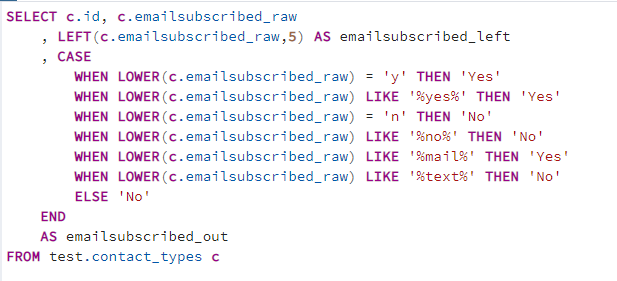 SELECT c.id, c.emailsubscribed_raw
    , LEFT(c.emailsubscribed_raw,5) AS emailsubscribed_left
    , CASE
        WHEN LOWER(c.emailsubscribed_raw) = 'y' THEN 'Yes'
        WHEN LOWER(c.emailsubscribed_raw) LIKE '%yes%' THEN 'Yes'
        WHEN LOWER(c.emailsubscribed_raw) = 'n' THEN 'No'
        WHEN LOWER(c.emailsubscribed_raw) LIKE '%no%' THEN 'No'
        WHEN LOWER(c.emailsubscribed_raw) LIKE '%mail%' THEN 'Yes'
        WHEN LOWER(c.emailsubscribed_raw) LIKE '%text%' THEN 'No'
        ELSE 'No'
    END
    AS emailsubscribed_out
FROM test.contact_types c